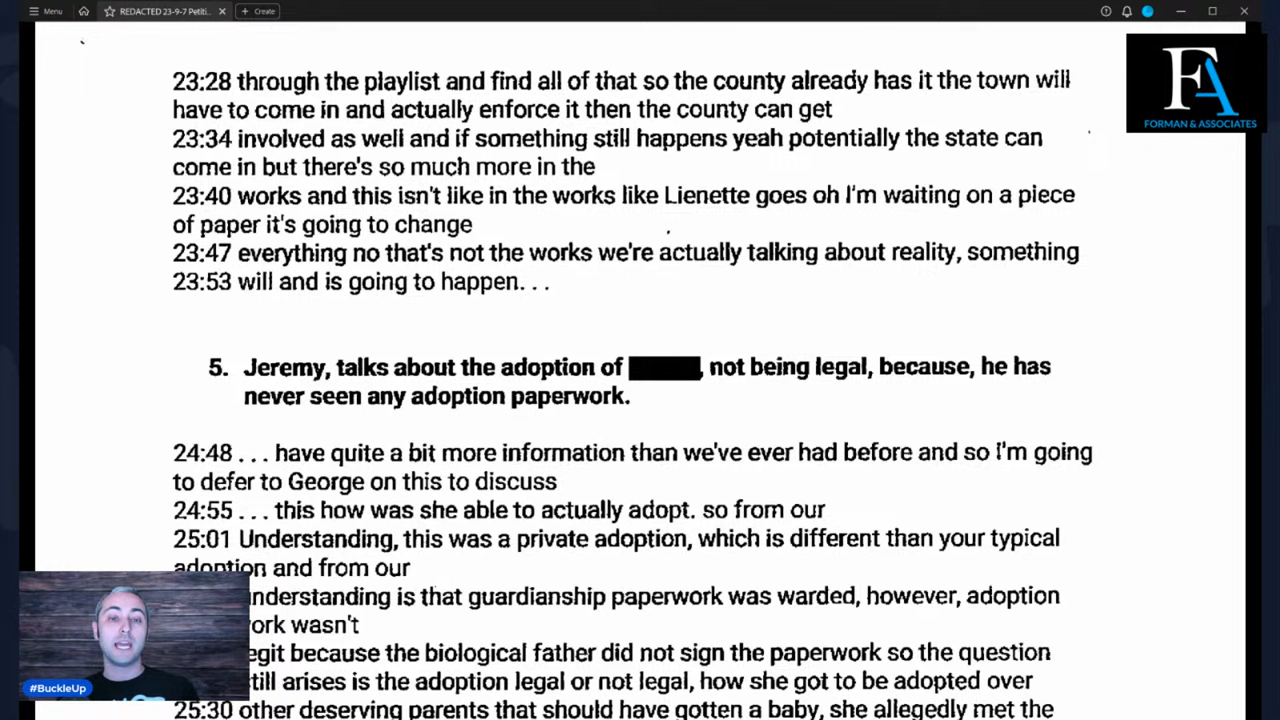 Menu
REDACTED 23-9-7 Petiti...
Create
FA
FORMAN & ASSOCIATES
23:28 through the playlist and find all of that so the county already has it the town will
have to come in and actually enforce it then the county can get
23:34 involved as well and if something still happens yeah potentially the state can
come in but there's so much more in the
23:40 works and this isn't like in the works like Lienette goes oh I'm waiting on a piece
of paper it's going to change
23:47 everything no that's not the works we're actually talking about reality, something
23:53 will and is going to happen. . .
5. Jeremy, talks about the adoption of , not being legal, because, he has
never seen any adoption paperwork.
24:48 . . . have quite a bit more information than we've ever had before and so I'm going
to defer to George on this to discuss
24:55 . . . this how was she able to actually adopt. so from our
25:01 Understanding, this was a private adoption, which is different than your typical
adoption and from our
understanding is that guardianship paperwork was warded, however, adoption
work wasn't
egit because the biological father did not sign the paperwork so the question
till arises is the adoption legal or not legal, how she got to be adopted over
25:30 other deserving parents that should have gotten a baby, she allegedly met the
#BuckleUp